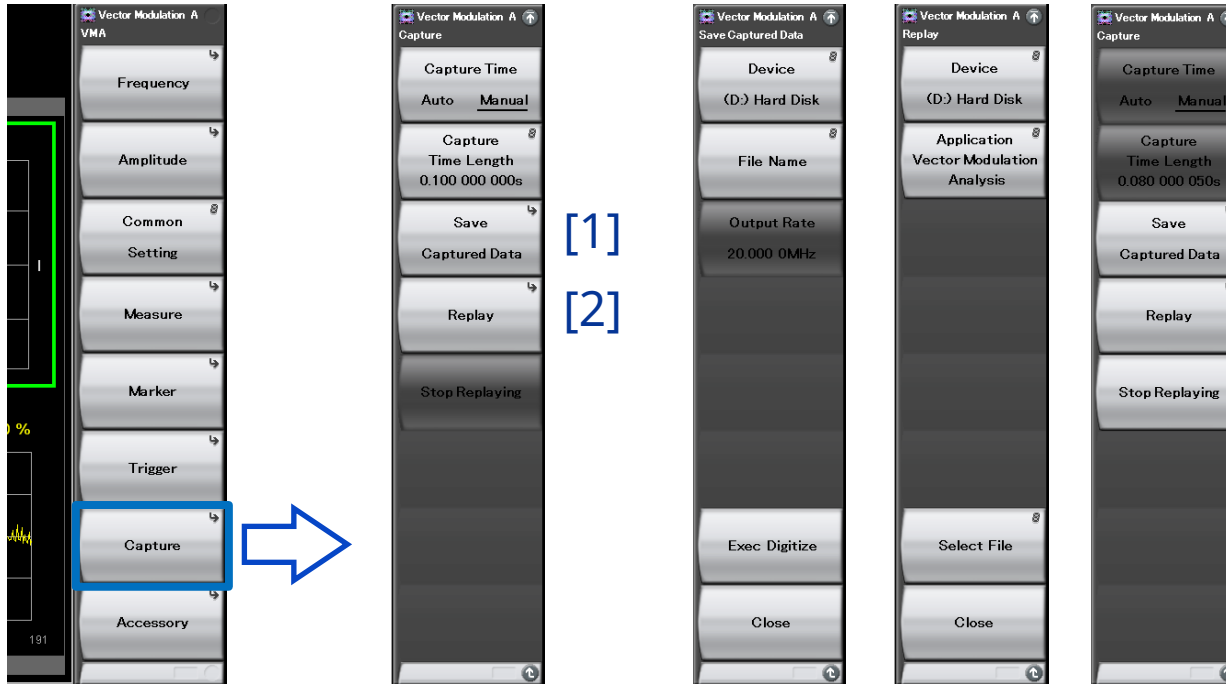 %
191
Vector Modulation A
VMA
Frequency
Amplitude
Common
Setting
Measure
Marker
Trigger
Capture
Accessory
Vector Modulation A
Capture
Capture Time
Auto Manual
Capture
Time Length
0.100 000 000s
Save
Captured Data
Replay
Stop Replaying
[1]
[2]
Vector Modulation A
Save Captured Data
Device
(D:) Hard Disk
File Name
Output Rate
20.000 0MHz
Exec Digitize
Close
Vector Modulation A
Replay
Device
(D:) Hard Disk
Application
Vector Modulation
Analysis
Select File
Close
Vector Modulation A
Capture
Capture Time
Auto Manual
Capture
Time Length
0.080 000 050s
Save
Captured Data
Replay
Stop Replaying